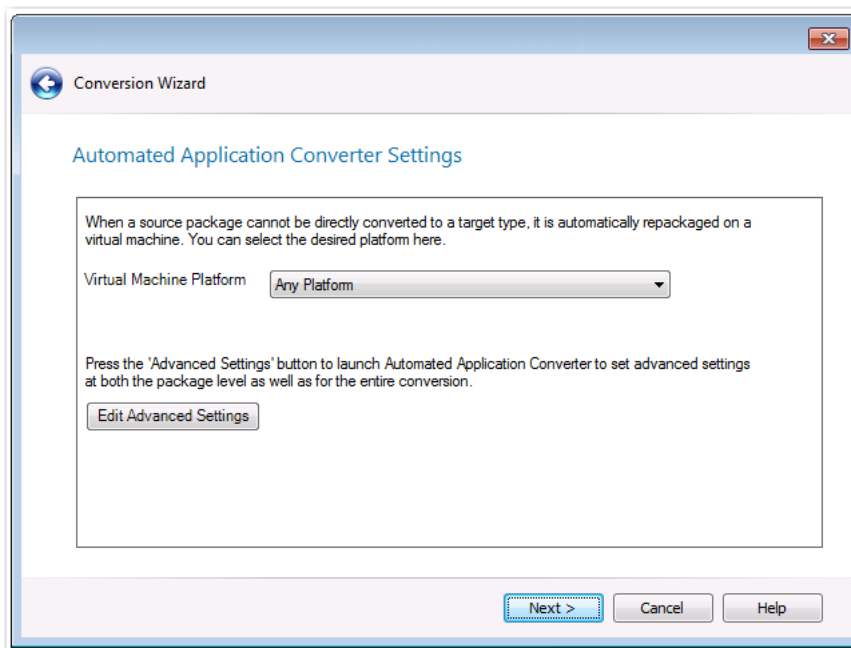 Conversion Wizard
Automated Application Converter Settings
When a source package cannot be directly converted to a target type, it is automatically repackaged on a
virtual machine. You can select the desired platform here.
Virtual Machine Platform
Any Platform
Press the 'Advanced Settings' button to launch Automated Application Converter to set advanced settings
at both the package level as well as for the entire conversion.
Edit Advanced Settings
Next >
Cancel
Help